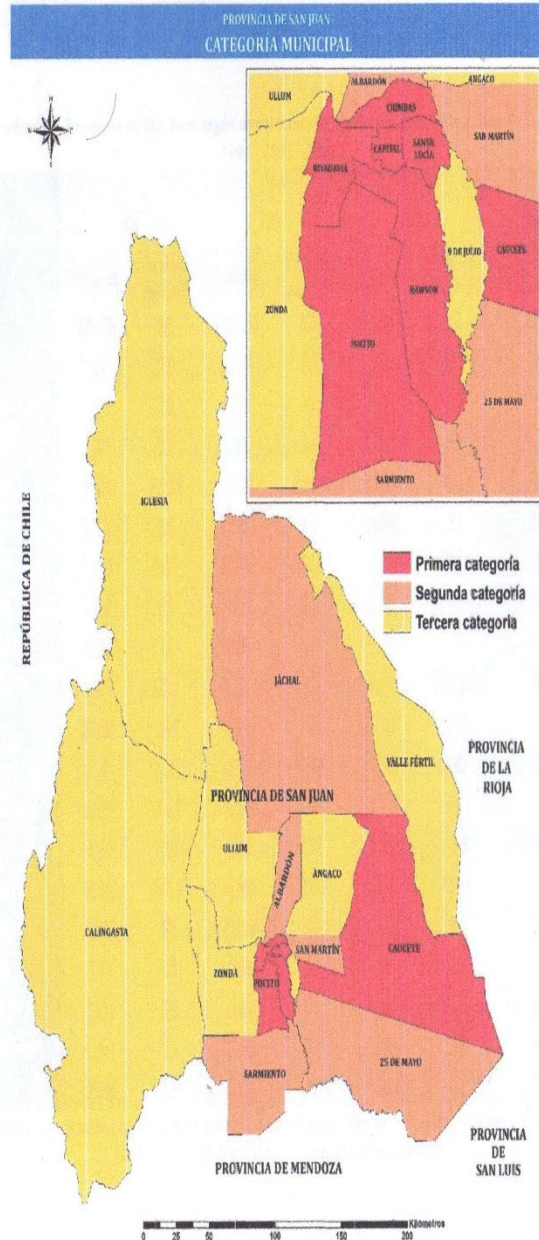 PROVINCIA DE SAN JUAN
CATEGORIA MUNICIPAL
ULLUM
ALBARDÓN
ANGACO
CHIMBAS
SAN MARTÍN
CAPITAL
SANTA
LUCÍA
RIVADAVIA
9 DE JULIO
CAUCETE
ZONDA
RAWSON
POCITO
25 DE MAYO
SARMIENTO
REPÚBLUCA DE CHILE
IGLESIA
Primera categoría
Segunda categoría
Tercera categoría
JÁCHAL
VALLE FÉRTIL
PROVINCIA
DE LA
RIOJA
PROVINCIA DE SAN JUAN
ULLUM
ALBARDÓN
ANGACO
CALINGASTA
SAN MARTÍN
CAUCETE
ZONDA
POCITO
25 DE MAYO
SARMIENTO
PROVINCIA
DE
SAN LUIS
PROVINCIA DE MENDOZA
Kilómetros
0 25 50 100 150 200